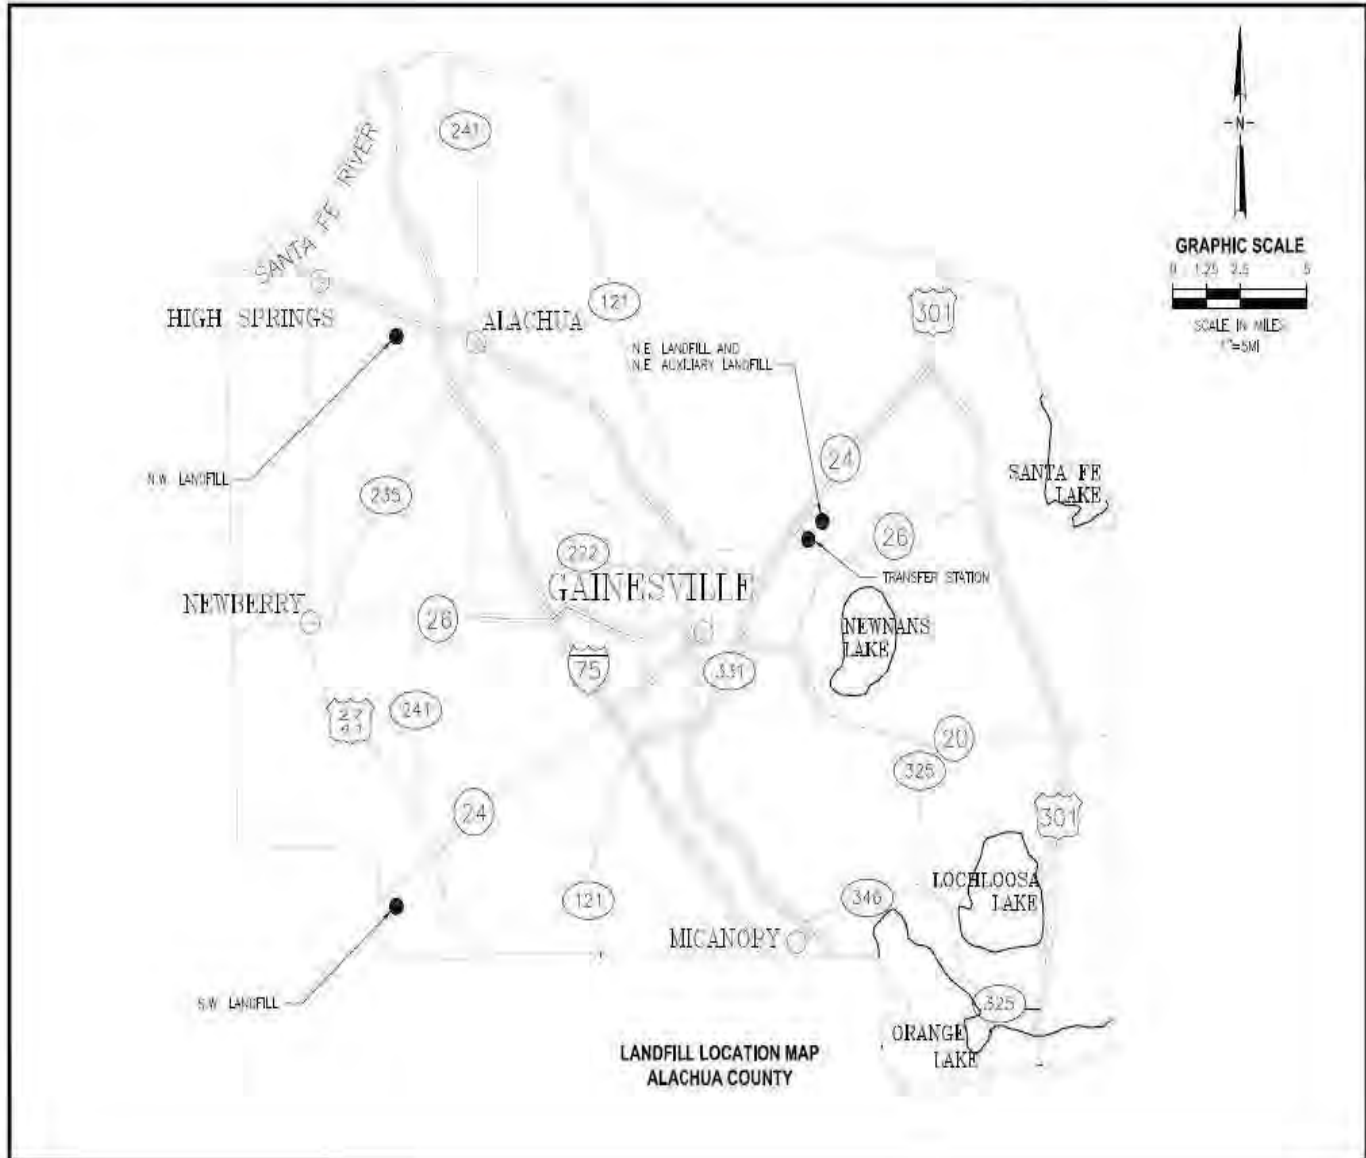 241
-N-
SANTA FE RIVER
GRAPHIC SCALE
0 1.25 2.5 5
SCALE IN MILES
1"=5MI
HIGH SPRINGS
ALACHUA
121
301
N.E. LANDFILL AND
N.E. AUXILIARY LANDFILL
24
SANTA FE
LAKE
N.W. LANDFILL
235
26
222
TRANSFER STATION
GAINESVILLE
NEWBERRY
26
NEWNANS
LAKE
75
331
241
27
41
20
325
24
301
LOCHLOOSA
LAKE
121
346
MICANOPY
S.W. LANDFILL
325
ORANGE
LAKE
LANDFILL LOCATION MAP
ALACHUA COUNTY